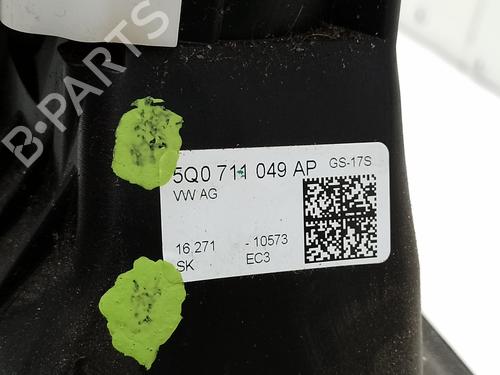 B-PARTS
5Q0 711 049 AP GS-17S
VW AG
16.271 - 10573
SK EC3